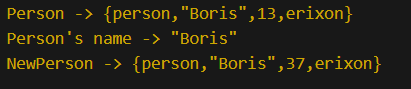 Person -> {person,"Boris",13,erixon}
Person's name -> "Boris"
NewPerson -> {person,"Boris",37,erixon}